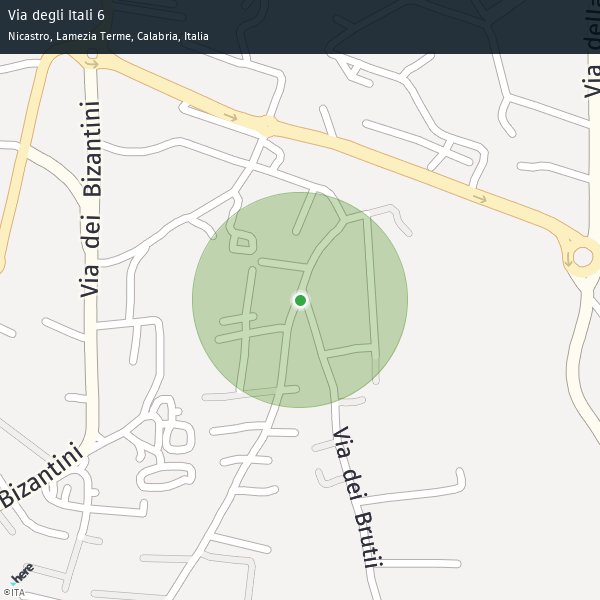 Via degli Itali 6
Nicastro, Lamezia Terme, Calabria, Italia
Via della
Via dei Bizantini
Bizantini
Via dei Brutii
here
©ITA